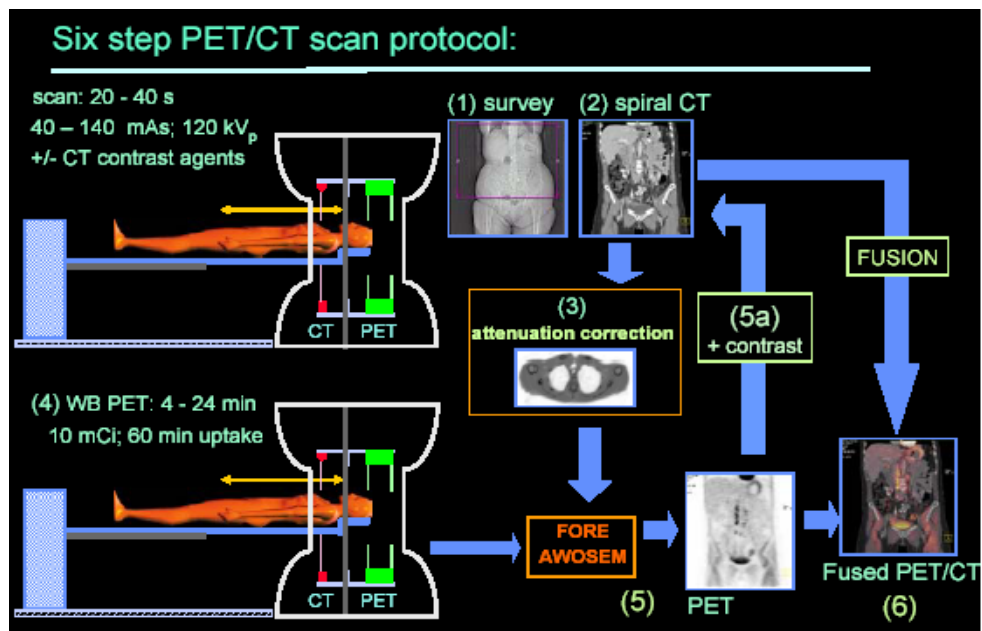 Six step PET/CT scan protocol:
scan: 20 - 40 s
40 – 140 mAs; 120 kVp
+/- CT contrast agents
(1) survey
(2) spiral CT
CT PET
FUSION
(3)
attenuation correction
(5a)
+ contrast
(4) WB PET: 4 - 24 min
10 mCi; 60 min uptake
CT PET
FORE
AWOSEM
(5)
PET
Fused PET/CT
(6)